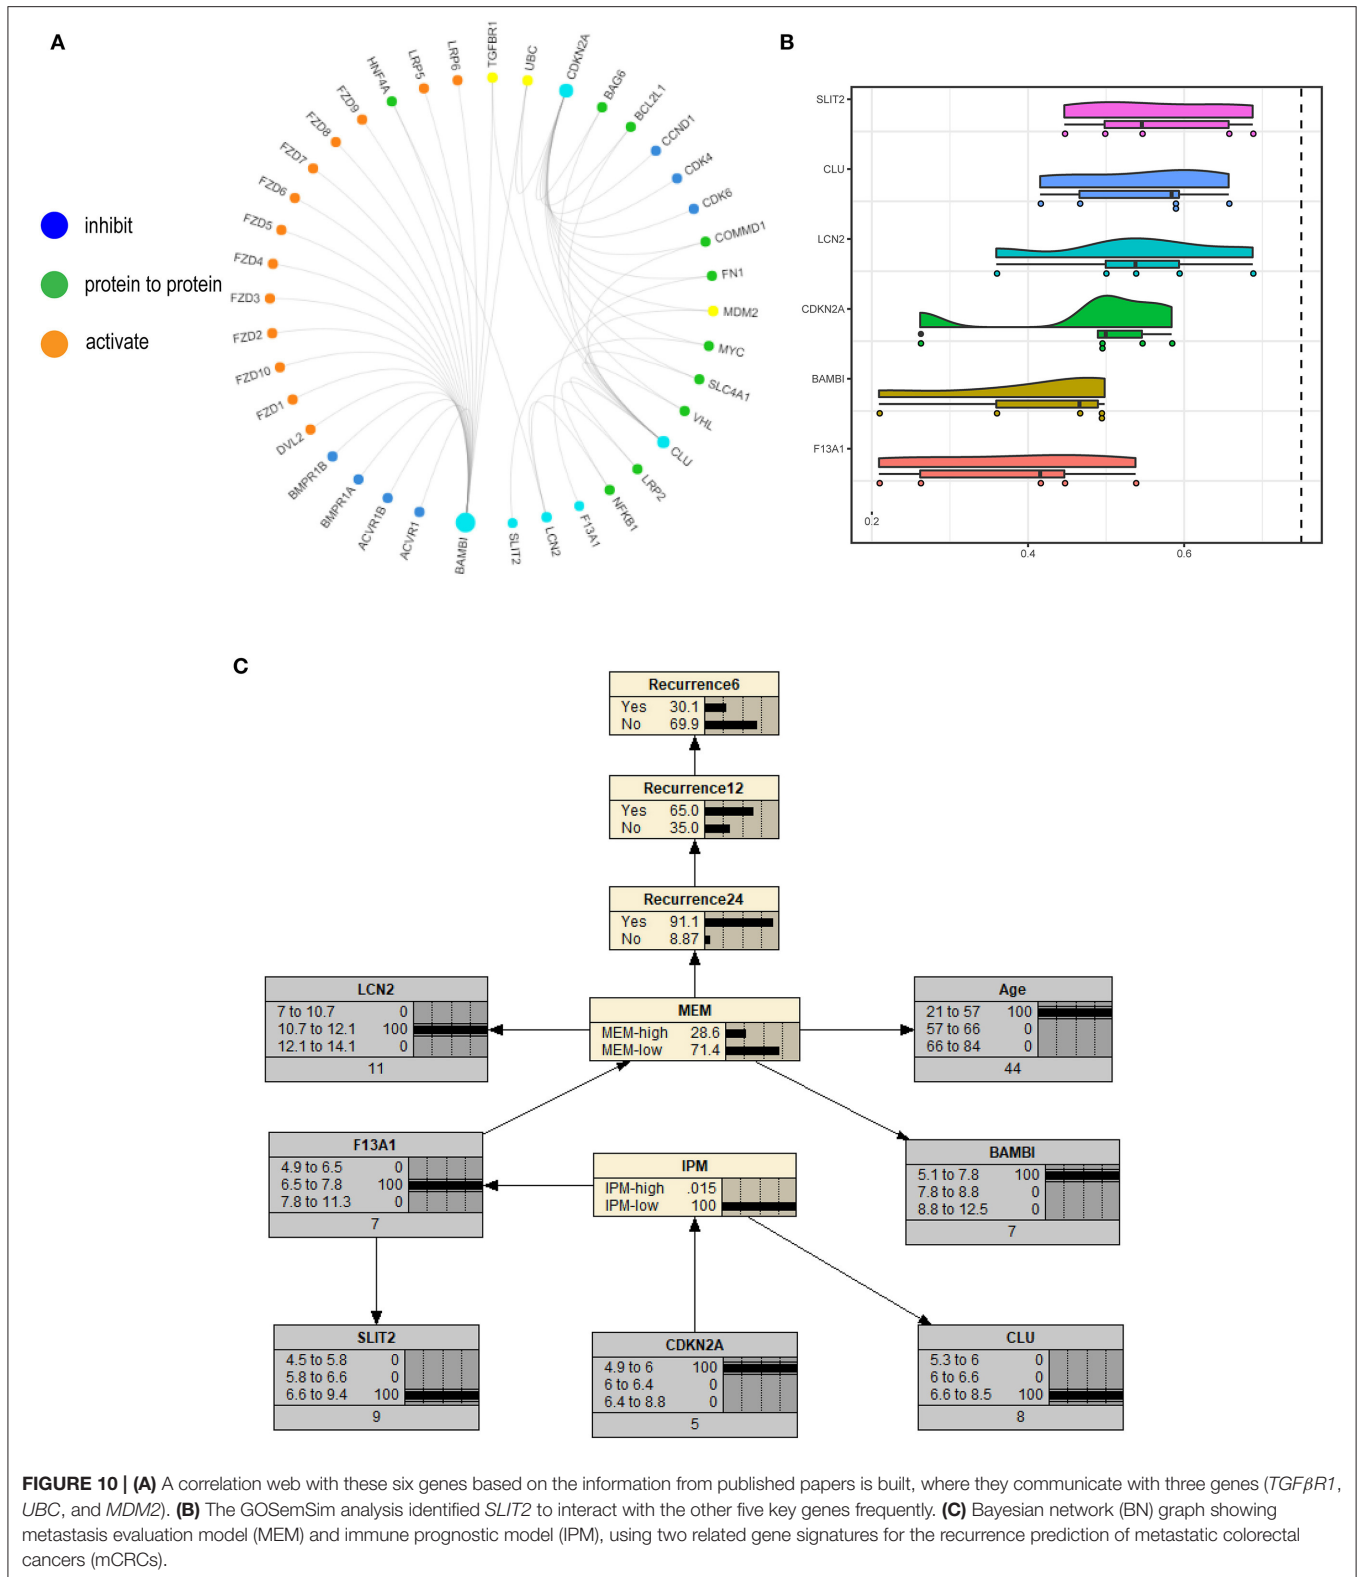 A
B
TGFBR1
UBC
CDKN2A
BAG6
BCL2L1
CCND1
CDK4
CDK6
COMMD1
FN1
MDM2
MYC
SLC4A1
VHL
CLU
LRP2
NFKB1
F13A1
LCN2
SLIT2
BAMBI
ACVR1
ACVR1B
BMPR1A
BMPR1B
DVL2
FZD1
FZD10
FZD2
FZD3
FZD4
FZD5
FZD6
FZD7
FZD8
FZD9
HNF4A
LRP5
LRP6
inhibit
protein to protein
activate
SLIT2
CLU
LCN2
CDKN2A
BAMBI
F13A1
0.2
0.4
0.6
C
Recurrence6
Yes 30.1
No 69.9
Recurrence12
Yes 65.0
No 35.0
Recurrence24
Yes 91.1
No 8.87
LCN2
7 to 10.7 0
10.7 to 12.1 100
12.1 to 14.1 0
11
MEM
MEM-high 28.6
MEM-low 71.4
Age
21 to 57 100
57 to 66 0
66 to 84 0
44
F13A1
4.9 to 6.5 0
6.5 to 7.8 100
7.8 to 11.3 0
7
IPM
IPM-high .015
IPM-low 100
BAMBI
5.1 to 7.8 100
7.8 to 8.8 0
8.8 to 12.5 0
7
SLIT2
4.5 to 5.8 0
5.8 to 6.6 0
6.6 to 9.4 100
9
CDKN2A
4.9 to 6 100
6 to 6.4 0
6.4 to 8.8 0
5
CLU
5.3 to 6 0
6 to 6.6 0
6.6 to 8.5 100
8
FIGURE 10 | (A) A correlation web with these six genes based on the information from published papers is built, where they communicate with three genes (TGFβR1,
UBC, and MDM2). (B) The GOSemSim analysis identified SLIT2 to interact with the other five key genes frequently. (C) Bayesian network (BN) graph showing
metastasis evaluation model (MEM) and immune prognostic model (IPM), using two related gene signatures for the recurrence prediction of metastatic colorectal
cancers (mCRCs).